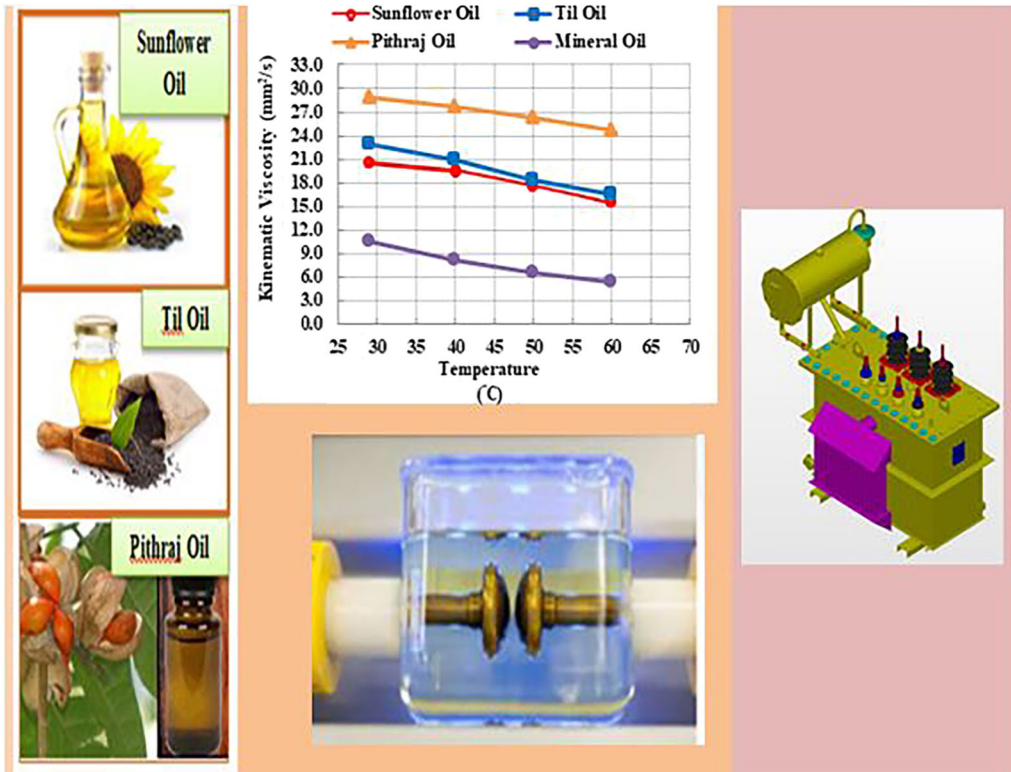 Sunflower
Oil
Til Oil
Pithraj Oil
Sunflower Oil
Til Oil
Pithraj Oil
Mineral Oil
Kinematic Viscosity (mm²/s)
33.0
30.0
27.0
24.0
21.0
18.0
15.0
12.0
9.0
6.0
3.0
0.0
25 30 35 40 45 50 55 60 65 70
Temperature
(°C)